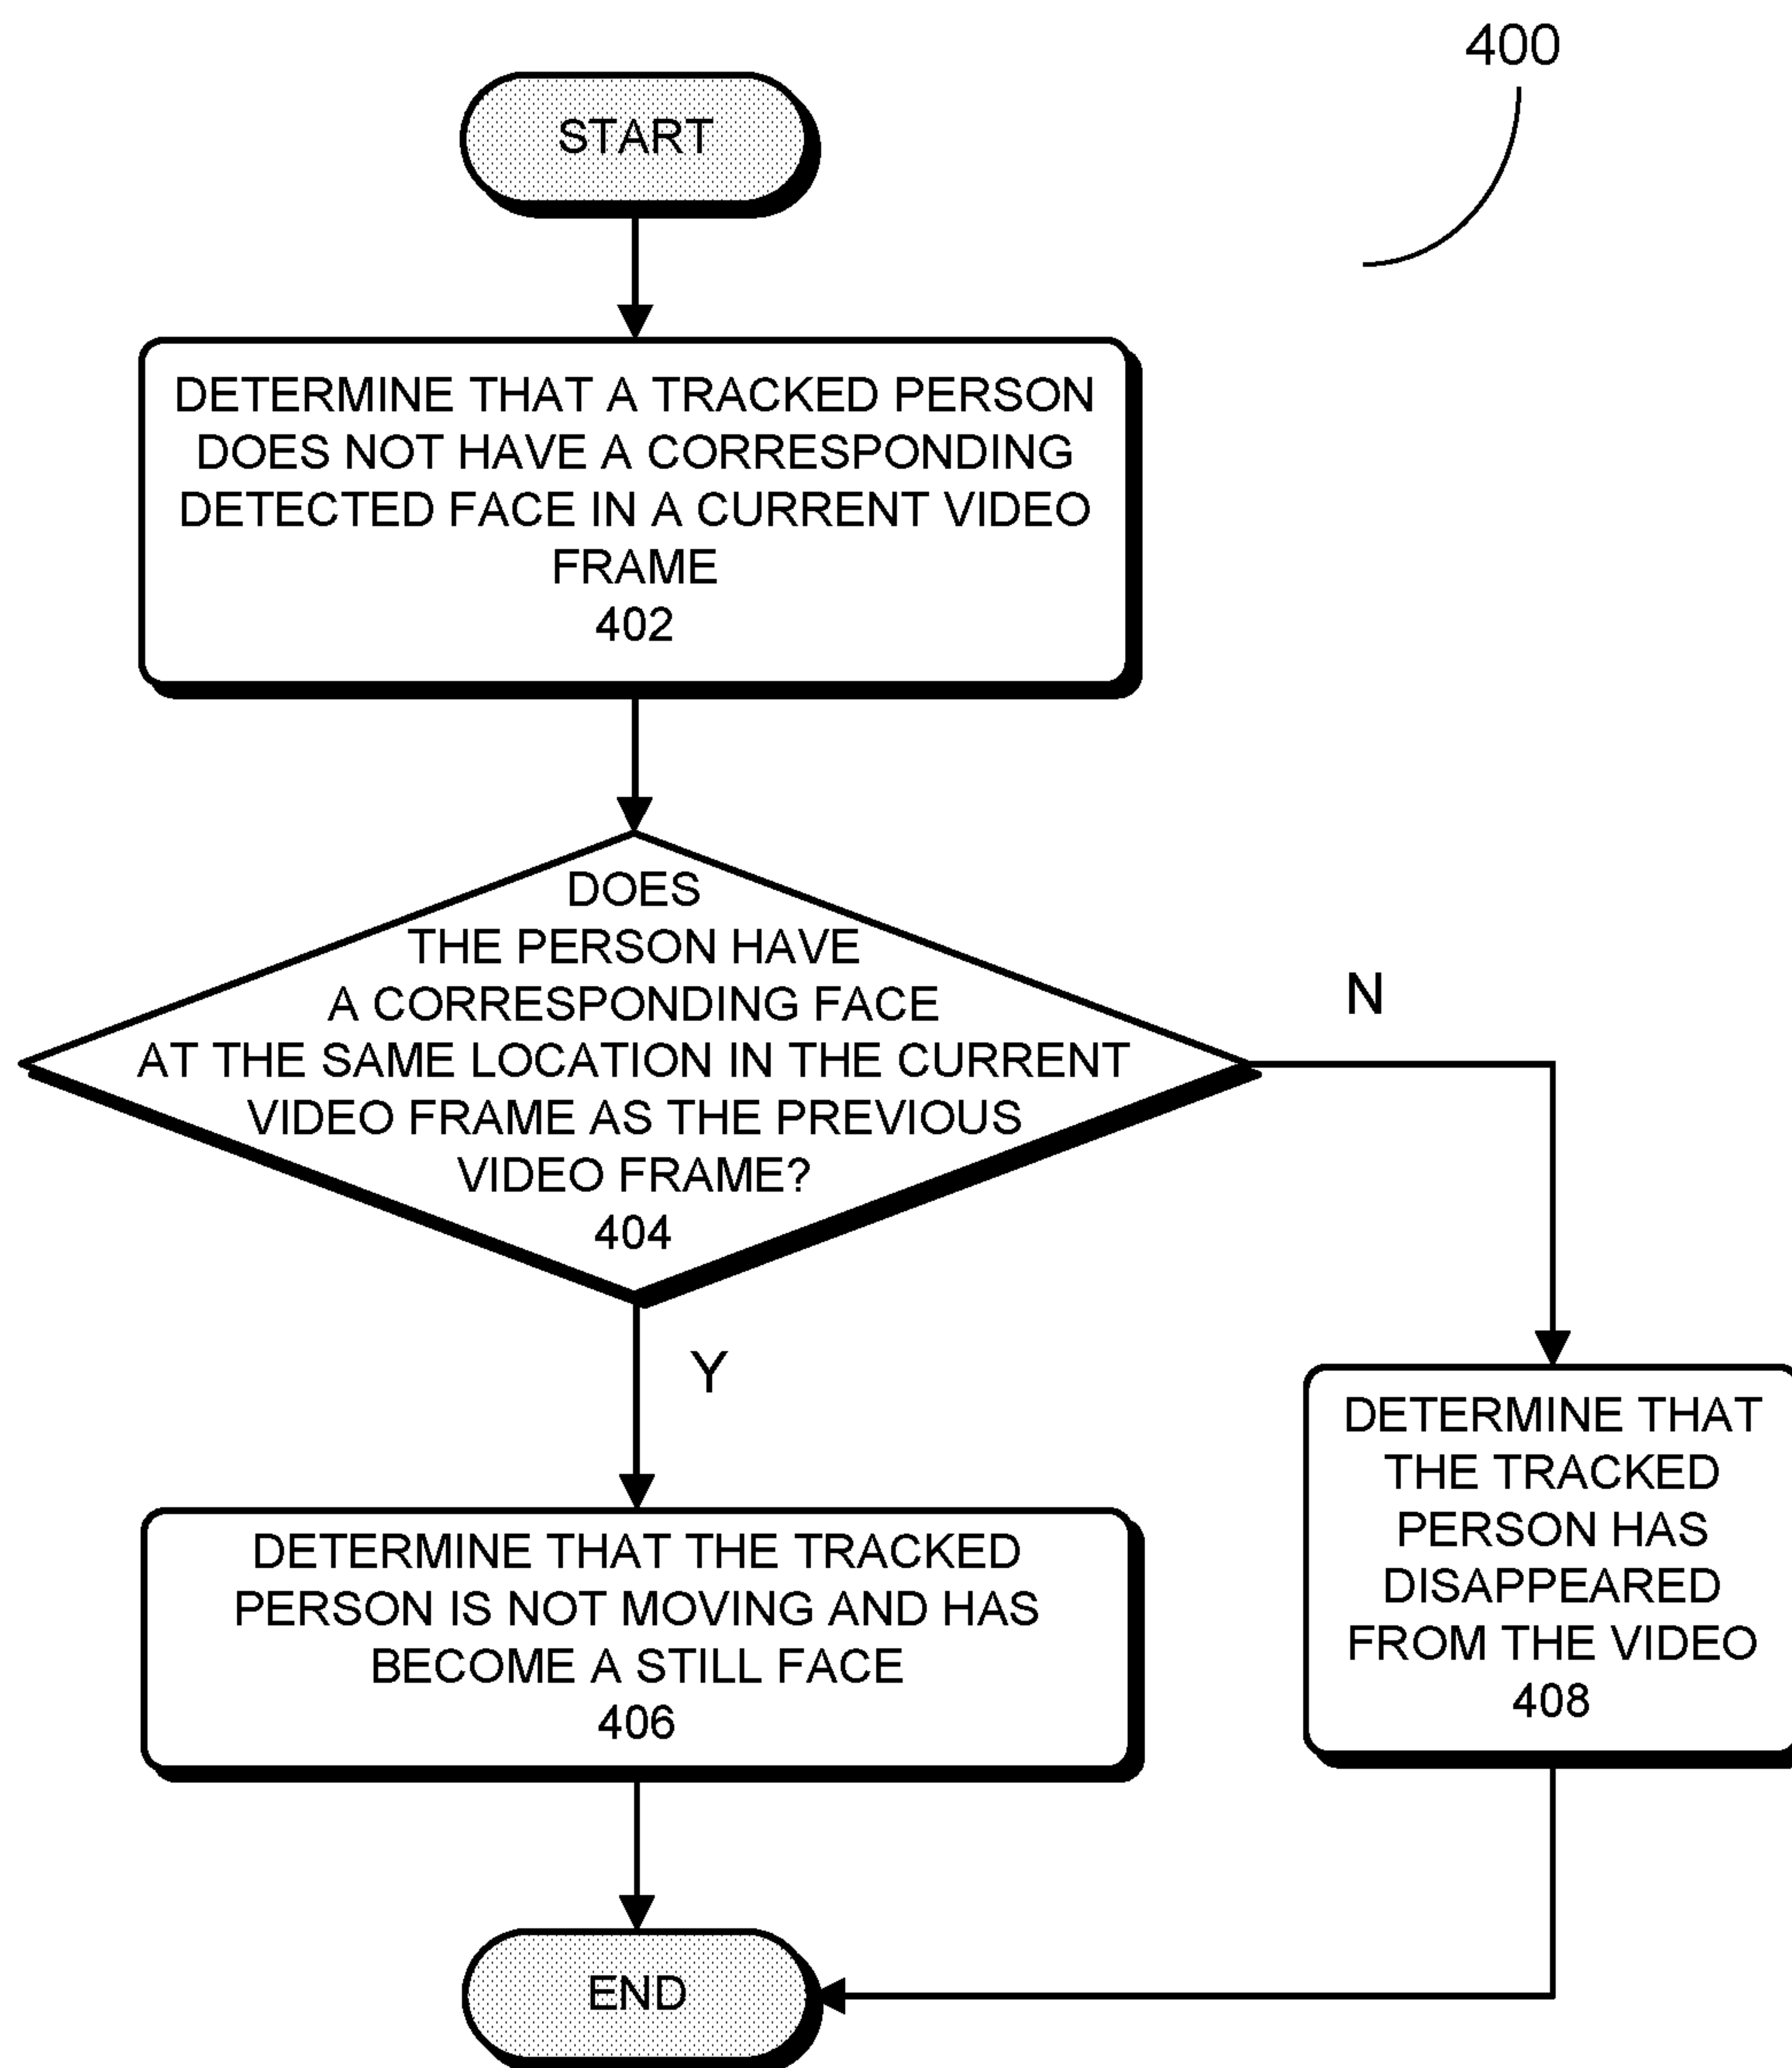 400
START
DETERMINE THAT A TRACKED PERSON
DOES NOT HAVE A CORRESPONDING
DETECTED FACE IN A CURRENT VIDEO
FRAME
402
DOES
THE PERSON HAVE
A CORRESPONDING FACE
AT THE SAME LOCATION IN THE CURRENT
VIDEO FRAME AS THE PREVIOUS
VIDEO FRAME?
404
N
Y
DETERMINE THAT
THE TRACKED
PERSON HAS
DISAPPEARED
FROM THE VIDEO
408
DETERMINE THAT THE TRACKED
PERSON IS NOT MOVING AND HAS
BECOME A STILL FACE
406
END